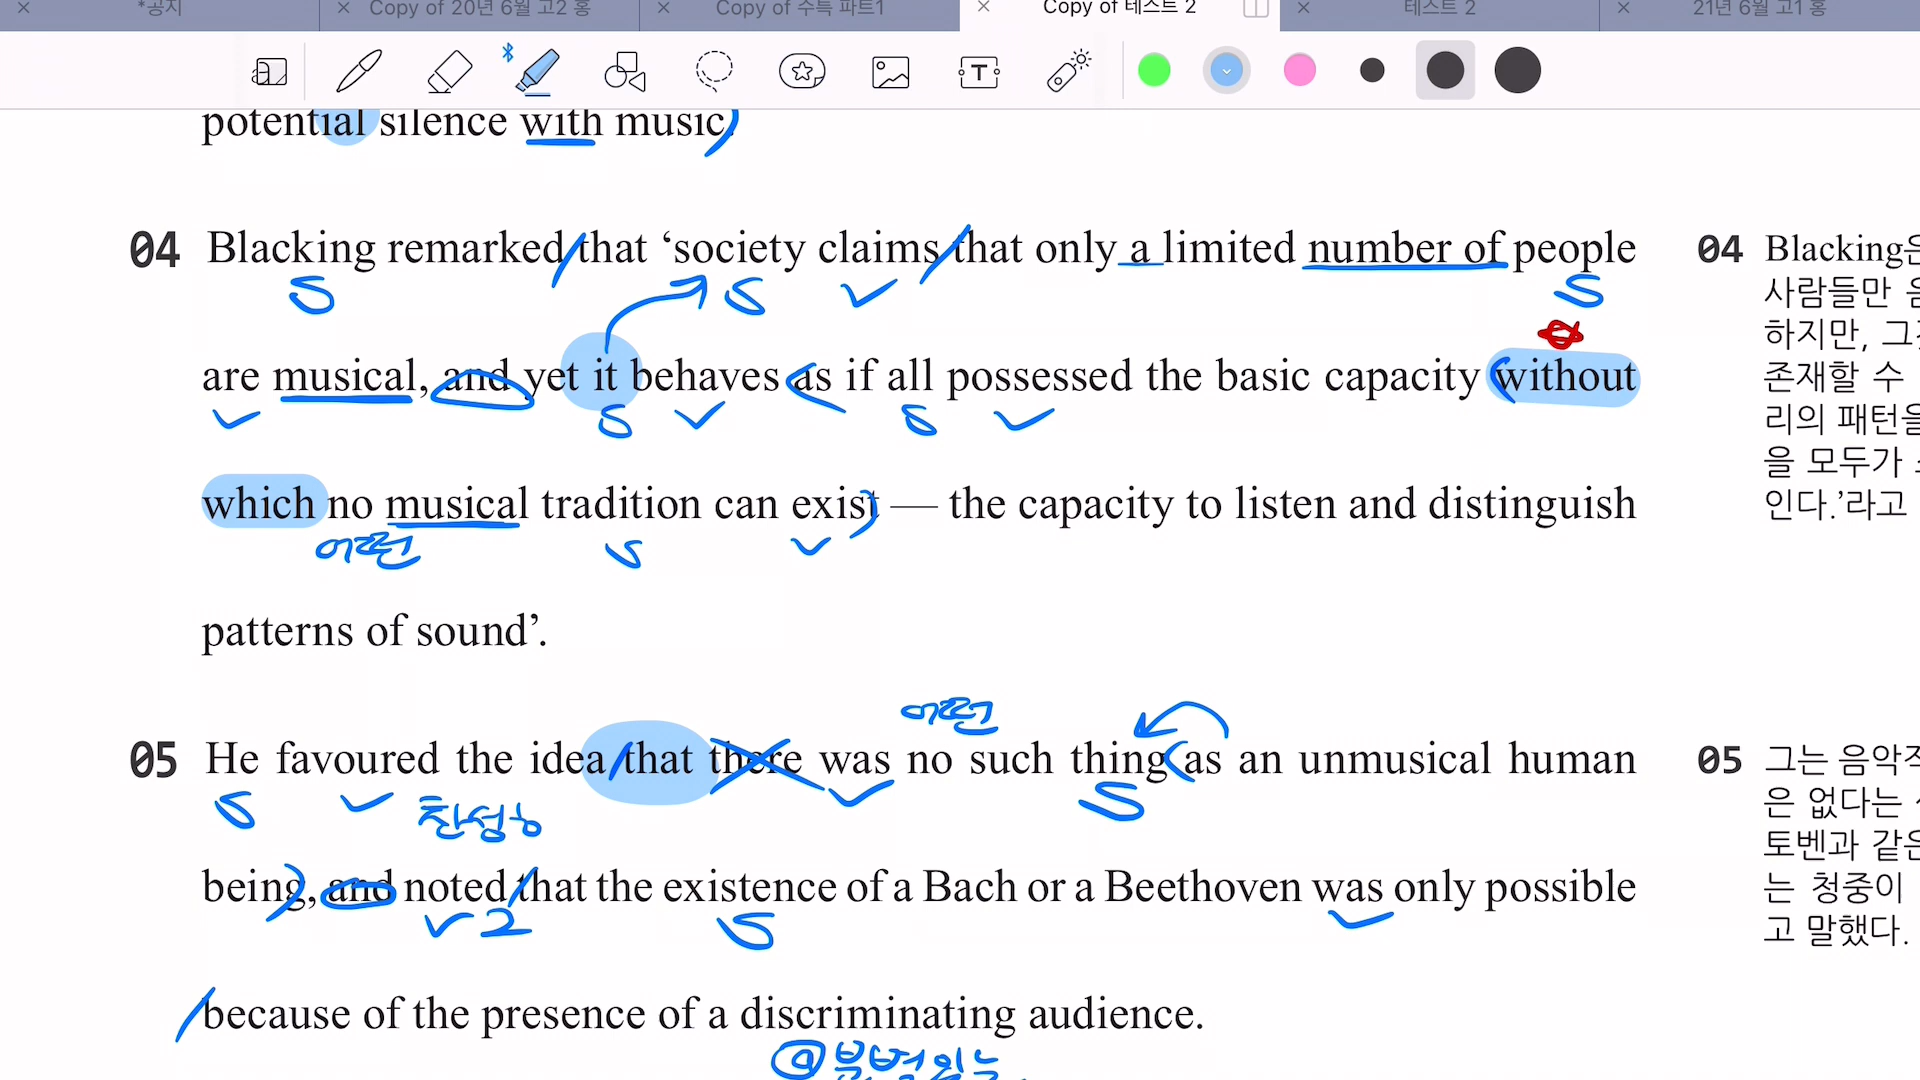 *공지
Copy of 20년 6월 고2 홍
Copy of 수특 파트1
Copy of 테스트 2
테스트 2
21년 6월 고1 홍
T
potential silence with music,
04 Blacking remarked that ‘society claims that only a limited number of people
S S V S
are musical, and yet it behaves as if all possessed the basic capacity without
S S
which no musical tradition can exist — the capacity to listen and distinguish
어떤 S
patterns of sound’.
어떤
05 He favoured the idea that there was no such thing as an unmusical human
S 찬성 S
being, and noted that the existence of a Bach or a Beethoven was only possible
V2 S
because of the presence of a discriminating audience.
분별있는
04 Blacking은
사람들만 음
하지만, 그
존재할 수
리의 패턴을
을 모두가
인다.’라고
05 그는 음악적
은 없다는
토벤과 같은
는 청중이
고 말했다.